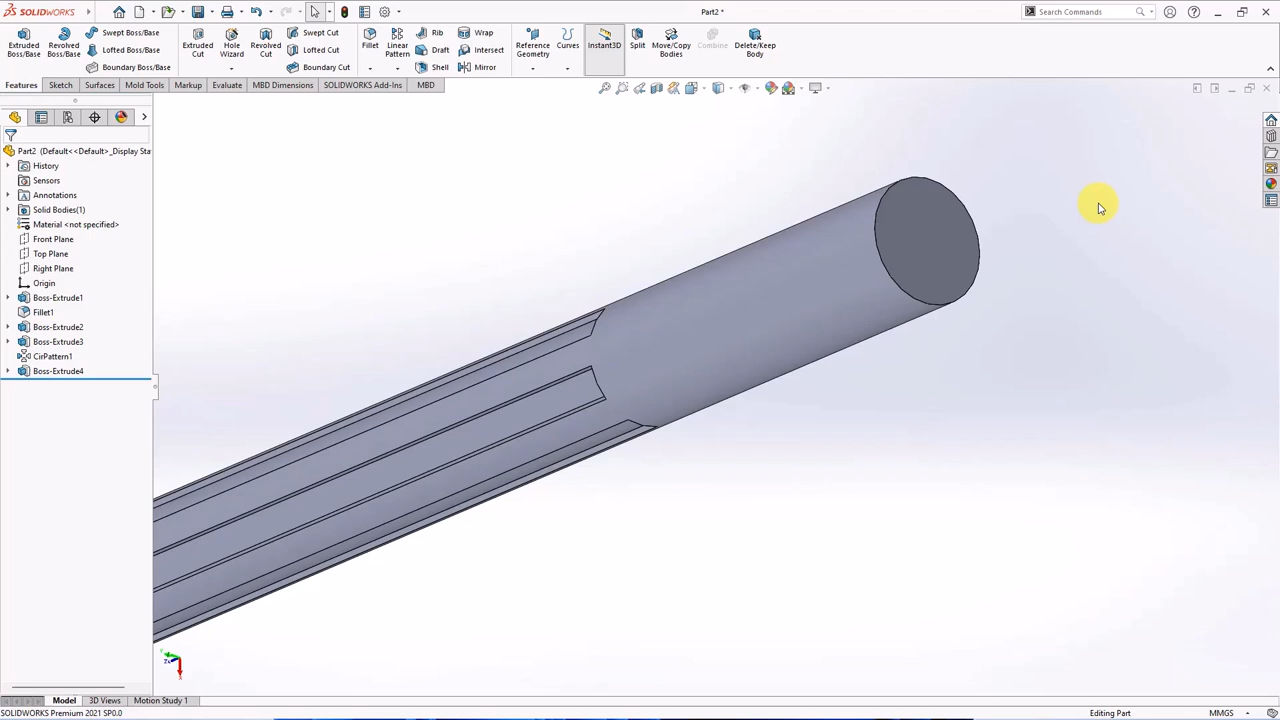 SOLIDWORKS
Part2 *
Search Commands
Extruded Boss/Base
Revolved Boss/Base
Swept Boss/Base
Lofted Boss/Base
Boundary Boss/Base
Extruded Cut
Hole Wizard
Revolved Cut
Swept Cut
Lofted Cut
Boundary Cut
Fillet
Linear Pattern
Rib
Draft
Shell
Wrap
Intersect
Mirror
Reference Geometry
Curves
Instant3D
Split
Move/Copy Bodies
Combine
Delete/Keep Body
Features
Sketch
Surfaces
Mold Tools
Markup
Evaluate
MBD Dimensions
SOLIDWORKS Add-Ins
MBD
Part2 (Default<<Default>_Display Sta
History
Sensors
Annotations
Solid Bodies(1)
Material <not specified>
Front Plane
Top Plane
Right Plane
Origin
Boss-Extrude1
Fillet1
Boss-Extrude2
Boss-Extrude3
CirPattern1
Boss-Extrude4
Model
3D Views
Motion Study 1
SOLIDWORKS Premium 2021 SP0.0
Editing Part
MMGS